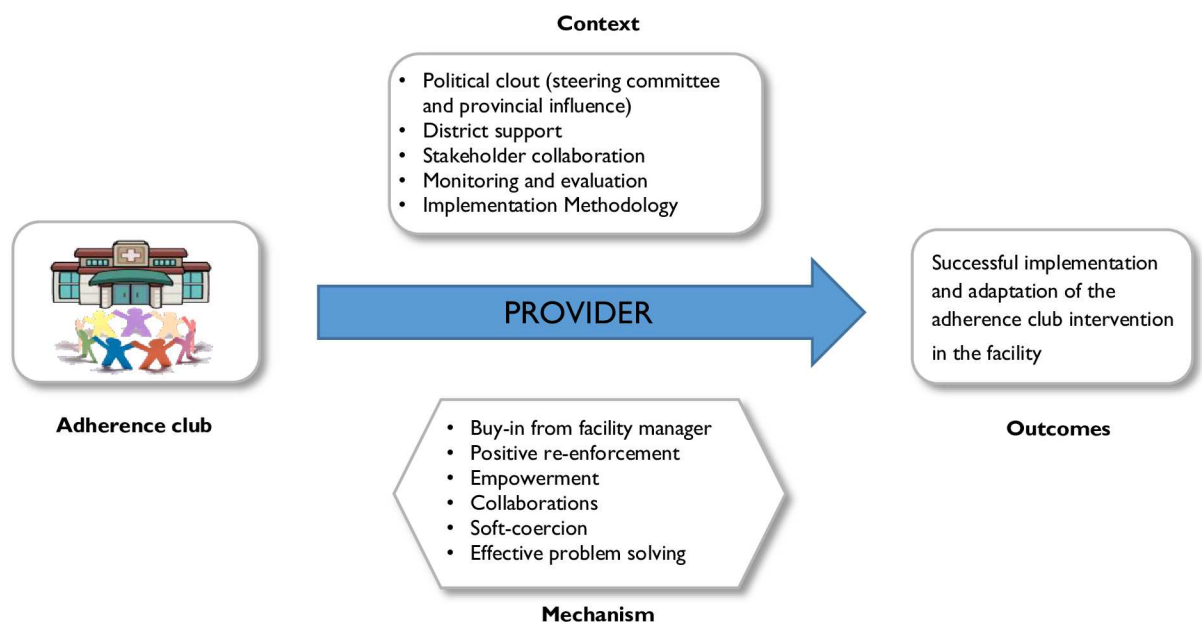 Context
• Political clout (steering committee
and provincial influence)
• District support
• Stakeholder collaboration
• Monitoring and evaluation
• Implementation Methodology
Adherence club
PROVIDER
Successful implementation
and adaptation of the
adherence club intervention
in the facility
Outcomes
• Buy-in from facility manager
• Positive re-enforcement
• Empowerment
• Collaborations
• Soft-coercion
• Effective problem solving
Mechanism